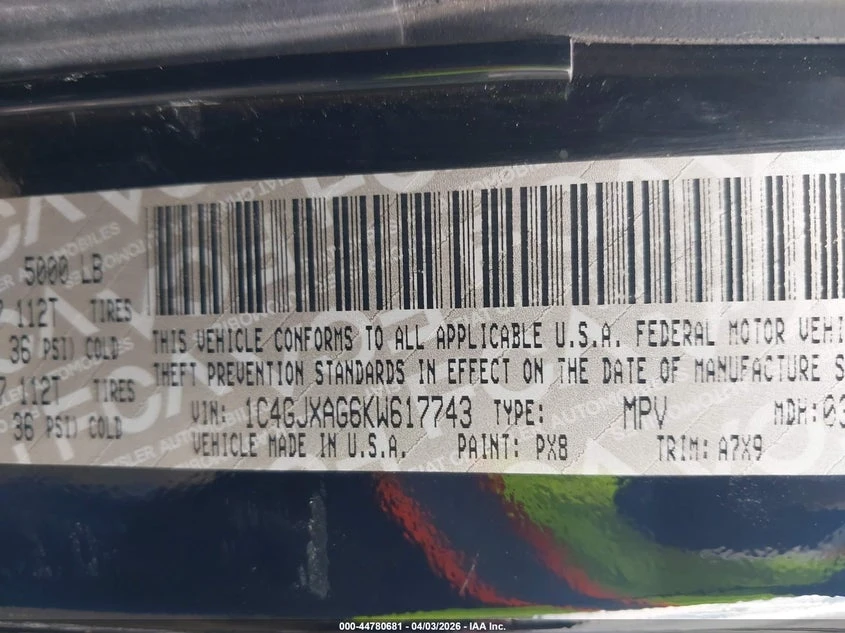 5000 LB
112T TIRES
36 PSI) COLD
112T TIRES
36 PSI) COLD
THIS VEHICLE CONFORMS TO ALL APPLICABLE U.S.A. FEDERAL MOTOR VEHI
THEFT PREVENTION STANDARDS IN EFFECT ON THE DATE OF MANUFACTURE S
VIN: 1C4GJXAG6KW617743 TYPE: MPV MDH:03
VEHICLE MADE IN U.S.A. PAINT: PX8 TRIM: A7X9
000-44780681 - 04/03/2026 - IAA Inc.